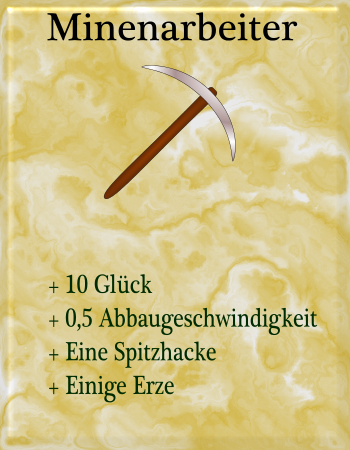 Minenarbeiter
+ 10 Glück
+ 0,5 Abbaugeschwindigkeit
+ Eine Spitzhacke
+ Einige Erze